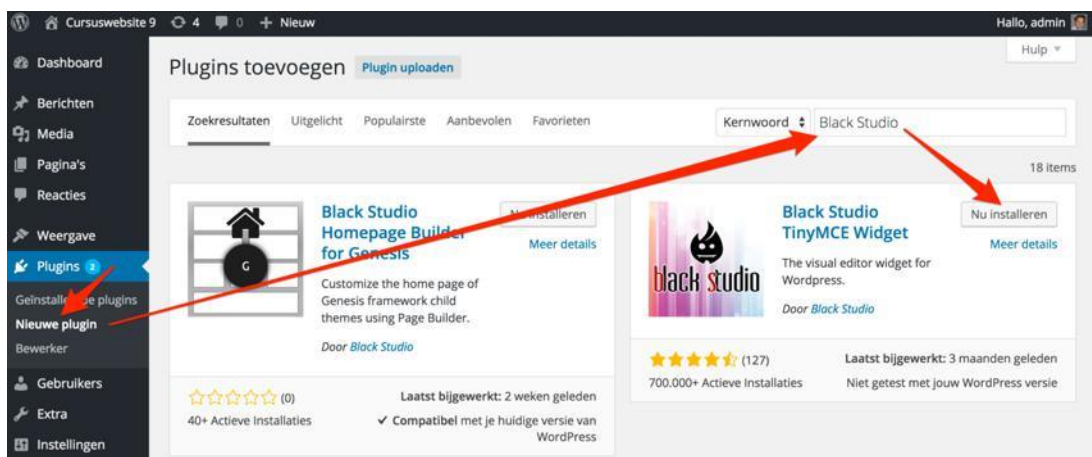 Cursuswebsite 9 4 0 + Nieuw Hallo, admin
Hulp
Dashboard
Berichten
Media
Pagina's
Reacties
Weergave
Plugins 2
Geïnstalleerde plugins
Nieuwe plugin
Bewerker
Gebruikers
Extra
Instellingen
Plugins toevoegen Plugin uploaden
Zoekresultaten Uitgelicht Populairste Aanbevolen Favorieten Kernwoord Black Studio
18 items
G
Black Studio
Homepage Builder
for Genesis
Nu installeren
Meer details
Customize the home page of
Genesis framework child
themes using Page Builder.
Door Black Studio
(0)
40+ Actieve Installaties
Laatst bijgewerkt: 2 weken geleden
Compatibel met je huidige versie van
WordPress
black studio
Black Studio
TinyMCE Widget
Nu installeren
Meer details
The visual editor widget for
Wordpress.
Door Black Studio
(127)
700.000+ Actieve Installaties
Laatst bijgewerkt: 3 maanden geleden
Niet getest met jouw WordPress versie